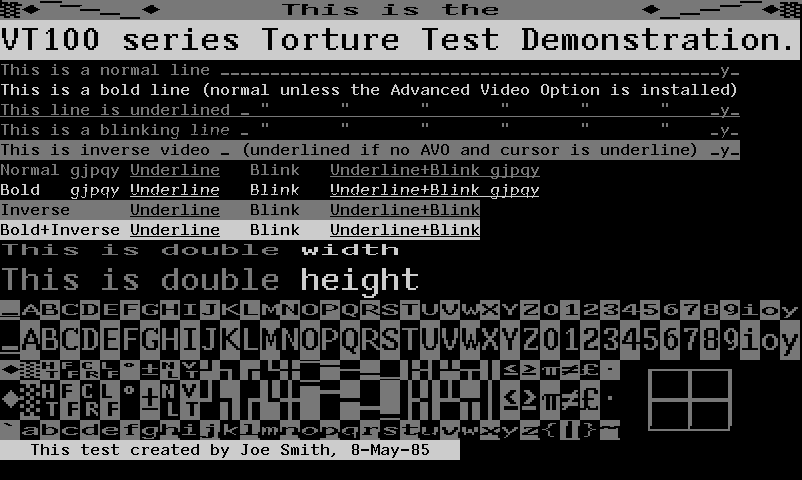 ▒◆ ◆ This is the ◆ ◆▒
VT100 series Torture Test Demonstration.
This is a normal line __________________________________________________y_
This is a bold line (normal unless the Advanced Video Option is installed)
This line is underlined _ " " " " " " _y_
This is a blinking line _ " " " " " " _y_
This is inverse video _ (underlined if no AVO and cursor is underline) _y_
Normal gjpqy Underline Blink Underline+Blink gjpqy
Bold gjpqy Underline Blink Underline+Blink gjpqy
Inverse Underline Blink Underline+Blink
Bold+Inverse Underline Blink Underline+Blink
This is double width
This is double height
_ABCDEFGHIJKLMNOPQRSTUVWXYZ0123456789ioy
_ABCDEFGHIJKLMNOPQRSTUVWXYZ0123456789ioy
◆▒␉␌␍␊°±␤␋┘┐┌└┼⎺⎻─⎼⎽├┤┴┬│≤≥π≠£·
◆▒␉␌␍␊°±␤␋┘┐┌└┼⎺⎻─⎼⎽├┤┴┬│≤≥π≠£·
`abcdefghijklmnopqrstuvwxyz{|}~
This test created by Joe Smith, 8-May-85